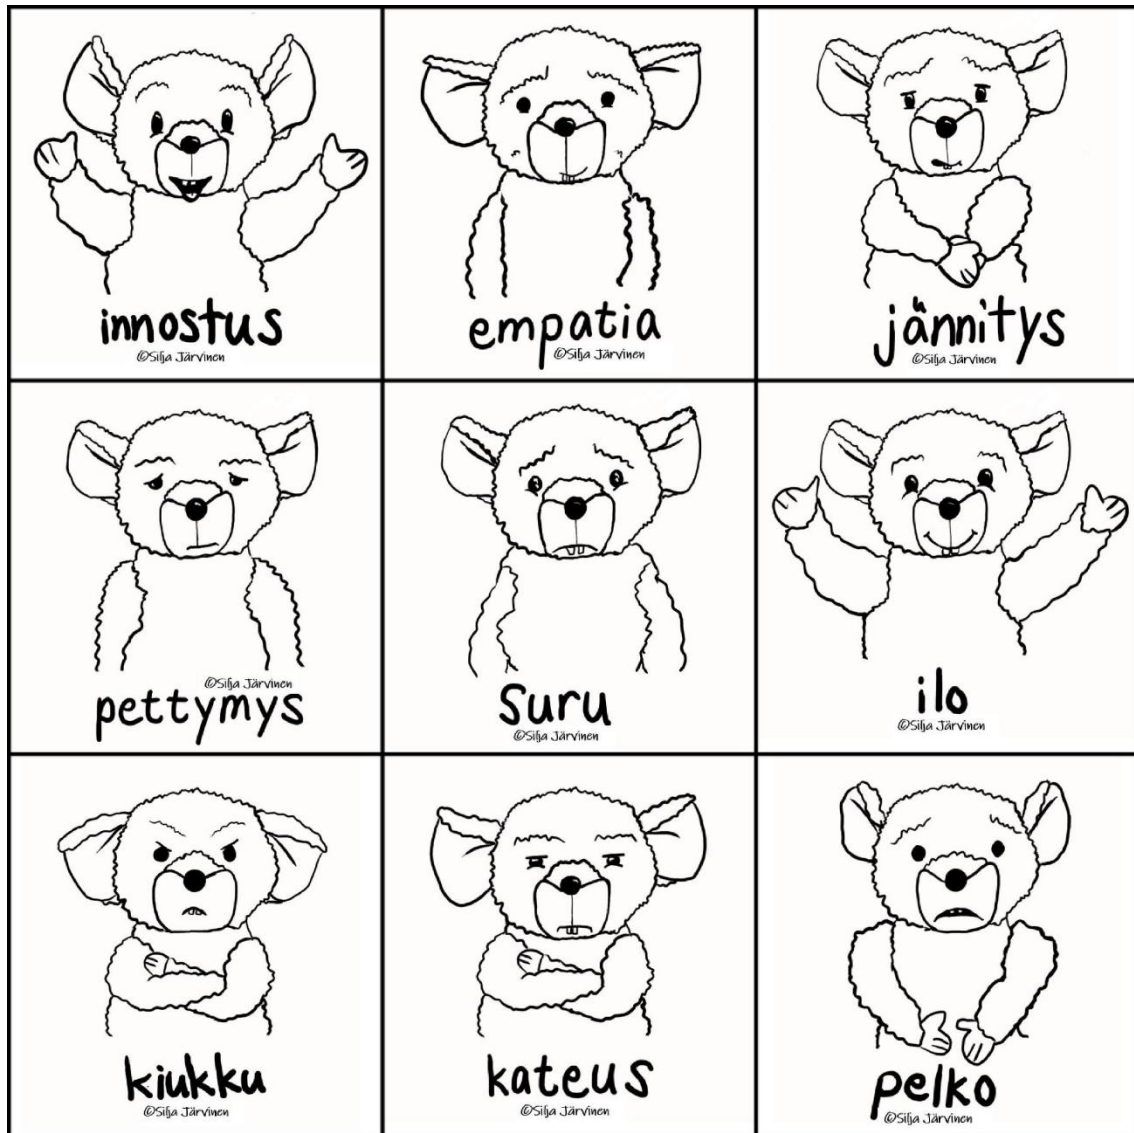 innostus
©Silja Järvinen
empatia
©Silja Järvinen
jännitys
©Silja Järvinen
©Silja Järvinen
pettymys
suru
©Silja Järvinen
ilo
©Silja Järvinen
kiukku
©Silja Järvinen
kateus
©Silja Järvinen
pelko
©Silja Järvinen